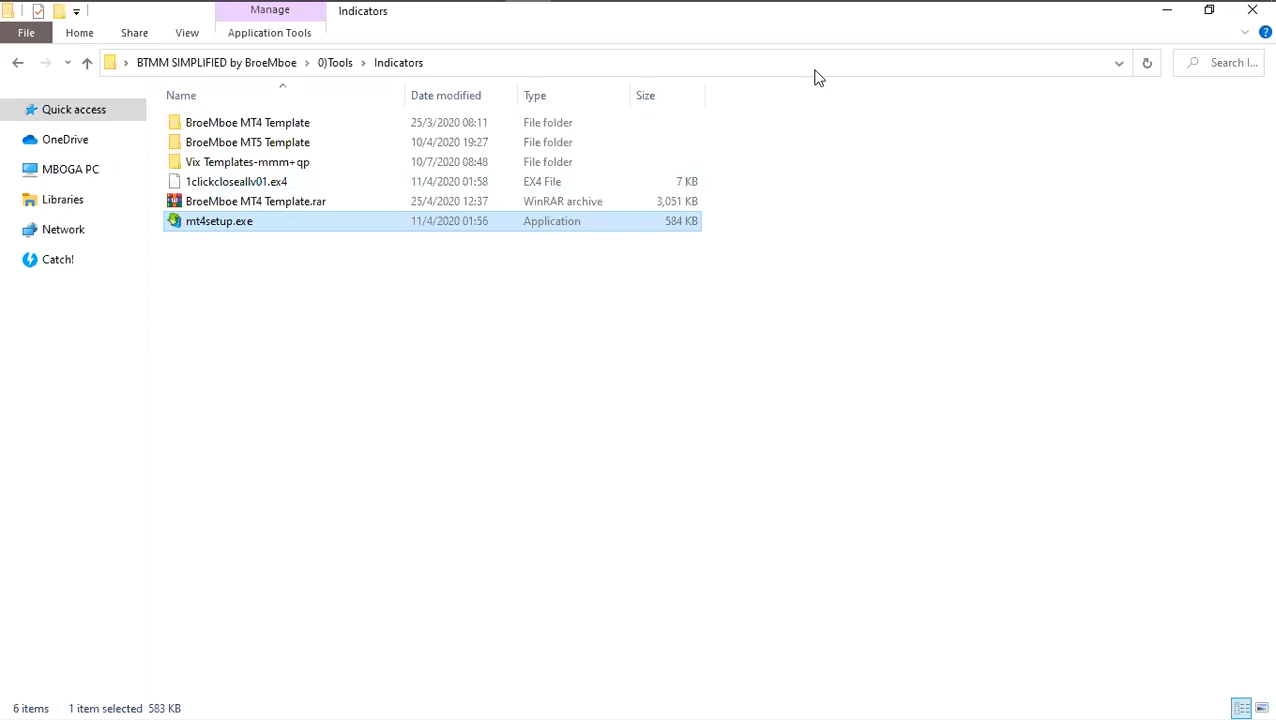 Manage
Indicators
File
Home
Share
View
Application Tools
BTMM SIMPLIFIED by BroeMboe
0)Tools
Indicators
Search I...
Name
Date modified
Type
Size
Quick access
OneDrive
MBOGA PC
Libraries
Network
Catch!
BroeMboe MT4 Template 25/3/2020 08:11 File folder
BroeMboe MT5 Template 10/4/2020 19:27 File folder
Vix Templates-mmm+qp 10/7/2020 08:48 File folder
1clickcloseallv01.ex4 11/4/2020 01:58 EX4 File 7 KB
BroeMboe MT4 Template.rar 25/4/2020 12:37 WinRAR archive 3,051 KB
mt4setup.exe 11/4/2020 01:56 Application 584 KB
6 items 1 item selected 583 KB